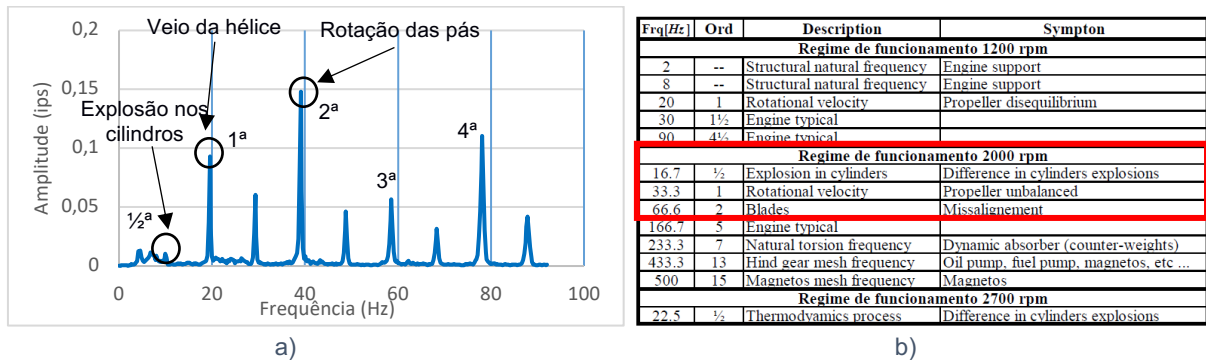 Veio da hélice
Rotação das pás
Explosão nos
cilindros
½ª
1ª
2ª
3ª
4ª
0,2
0,15
0,1
0,05
0
Amplitude (ips)
0 20 40 60 80 100
Frequência (Hz)
a)
Frq[Hz] Ord Description Sympton
Regime de funcionamento 1200 rpm
2 -- Structural natural frequency Engine support
8 -- Structural natural frequency Engine support
20 1 Rotational velocity Propeller disequilibrium
30 1½ Engine typical
90 4½ Engine typical
Regime de funcionamento 2000 rpm
16.7 ½ Explosion in cylinders Difference in cylinders explosions
33.3 1 Rotational velocity Propeller unbalanced
66.6 2 Blades Missalignement
166.7 5 Engine typical
233.3 7 Natural torsion frequency Dynamic absorber (counter-weights)
433.3 13 Hind gear mesh frequency Oil pump, fuel pump, magnetos, etc ...
500 15 Magnetos mesh frequency Magnetos
Regime de funcionamento 2700 rpm
22.5 ½ Thermodyamics process Difference in cylinders explosions
b)